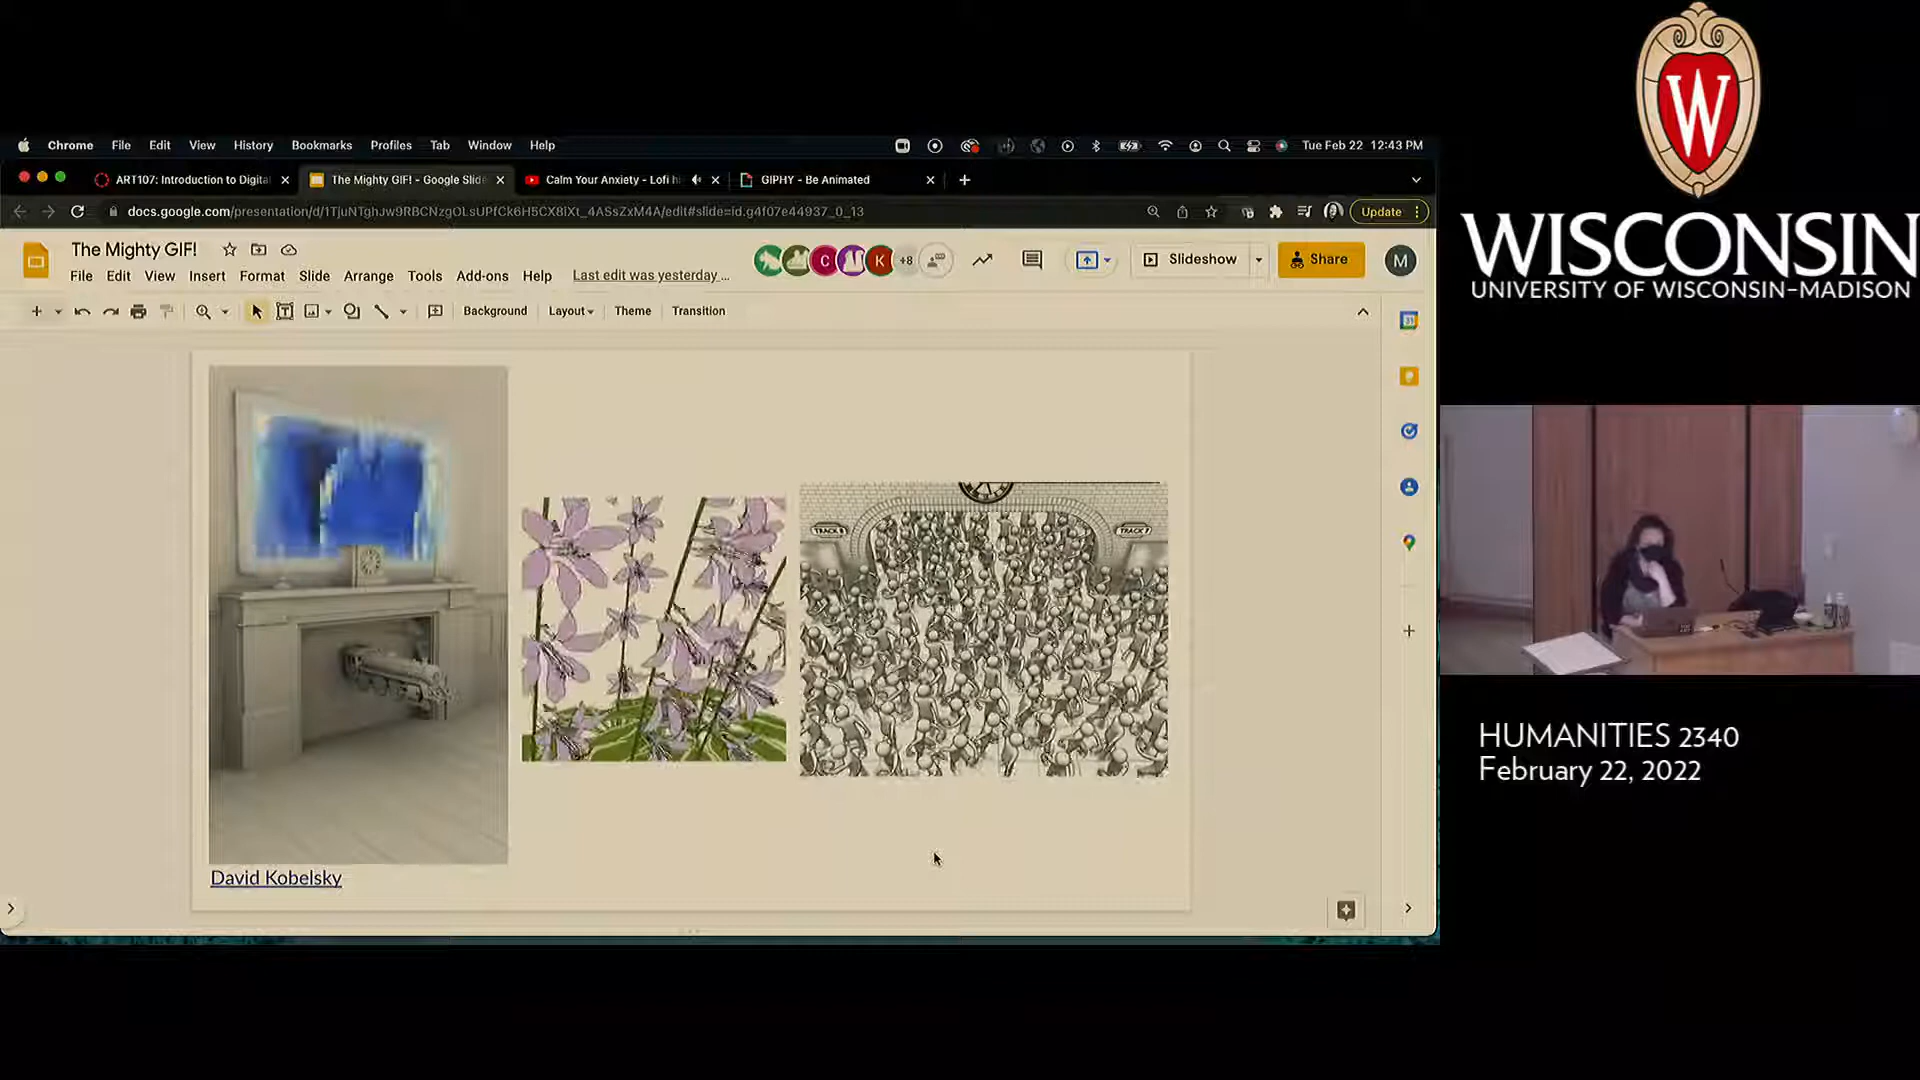 Chrome File Edit View History Bookmarks Profiles Tab Window Help Tue Feb 22 12:43 PM
ART107: Introduction to Digital The Mighty GIF! - Google Slide Calm Your Anxiety - Lofi hi GIPHY - Be Animated
docs.google.com/presentation/d/1TjuNTghJw9RBCNzgOLsUPfCk6H5CX8IXt_4ASsZxM4A/edit#slide=id.g4f07e44937_0_13 Update
The Mighty GIF! C K +8 Slideshow Share M
File Edit View Insert Format Slide Arrange Tools Add-ons Help Last edit was yesterday ...
Background Layout Theme Transition
31
TRACK TRACK
David Kobelsky
W
WISCONSIN
UNIVERSITY OF WISCONSIN–MADISON
HUMANITIES 2340
February 22, 2022